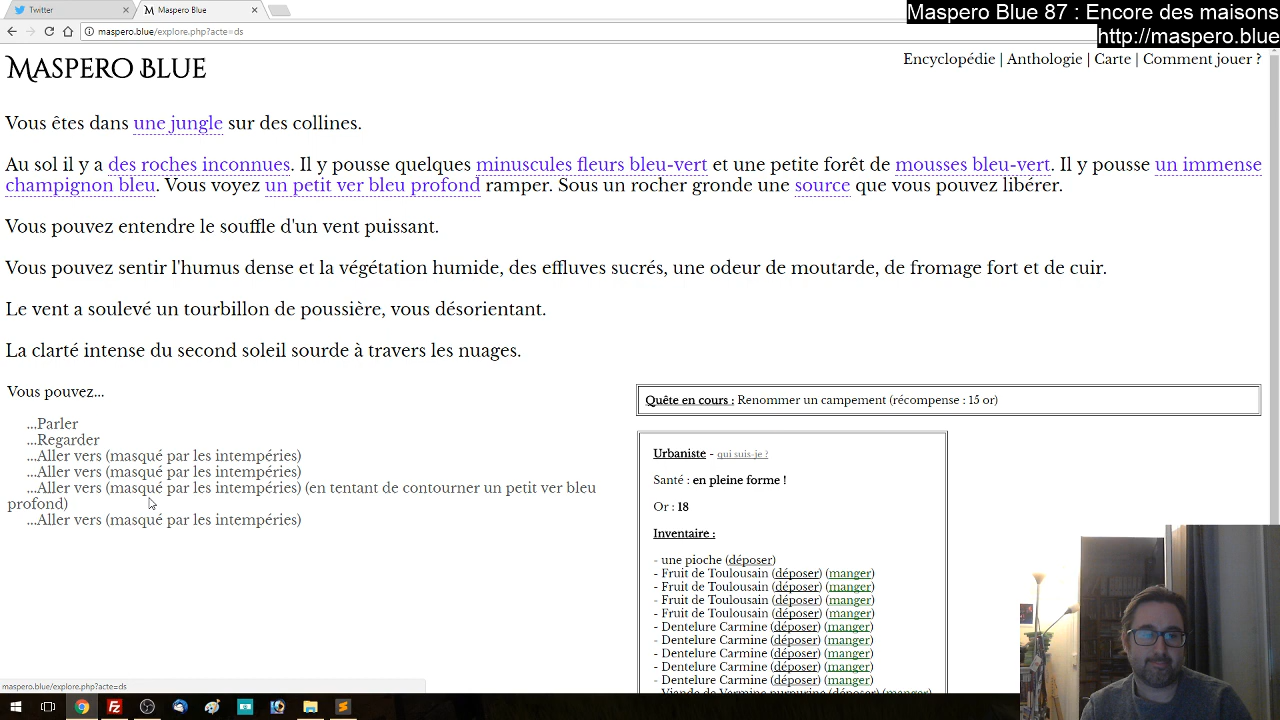 Twitter
Maspero Blue
Maspero Blue 87 : Encore des maisons
http://maspero.blue
maspero.blue/explore.php?acte=ds
Maspero Blue
Encyclopédie | Anthologie | Carte | Comment jouer ?
Vous êtes dans une jungle sur des collines.
Au sol il y a des roches inconnues. Il y pousse quelques minuscules fleurs bleu-vert et une petite forêt de mousses bleu-vert. Il y pousse un immense
champignon bleu. Vous voyez un petit ver bleu profond ramper. Sous un rocher gronde une source que vous pouvez libérer.
Vous pouvez entendre le souffle d'un vent puissant.
Vous pouvez sentir l'humus dense et la végétation humide, des effluves sucrés, une odeur de moutarde, de fromage fort et de cuir.
Le vent a soulevé un tourbillon de poussière, vous désorientant.
La clarté intense du second soleil sourde à travers les nuages.
Vous pouvez...
...Parler
...Regarder
...Aller vers (masqué par les intempéries)
...Aller vers (masqué par les intempéries)
...Aller vers (masqué par les intempéries) (en tentant de contourner un petit ver bleu
profond)
...Aller vers (masqué par les intempéries)
Quête en cours : Renommer un campement (récompense : 15 or)
Urbaniste - qui suis-je ?
Santé : en pleine forme !
Or : 18
Inventaire :
- une pioche (déposer)
- Fruit de Toulousain (déposer) (manger)
- Fruit de Toulousain (déposer) (manger)
- Fruit de Toulousain (déposer) (manger)
- Fruit de Toulousain (déposer) (manger)
- Dentelure Carmine (déposer) (manger)
- Dentelure Carmine (déposer) (manger)
- Dentelure Carmine (déposer) (manger)
- Dentelure Carmine (déposer) (manger)
- Dentelure Carmine (déposer) (manger)
- Viande de Vermine purpurine (déposer) (manger)
maspero.blue/explore.php?acte=ds